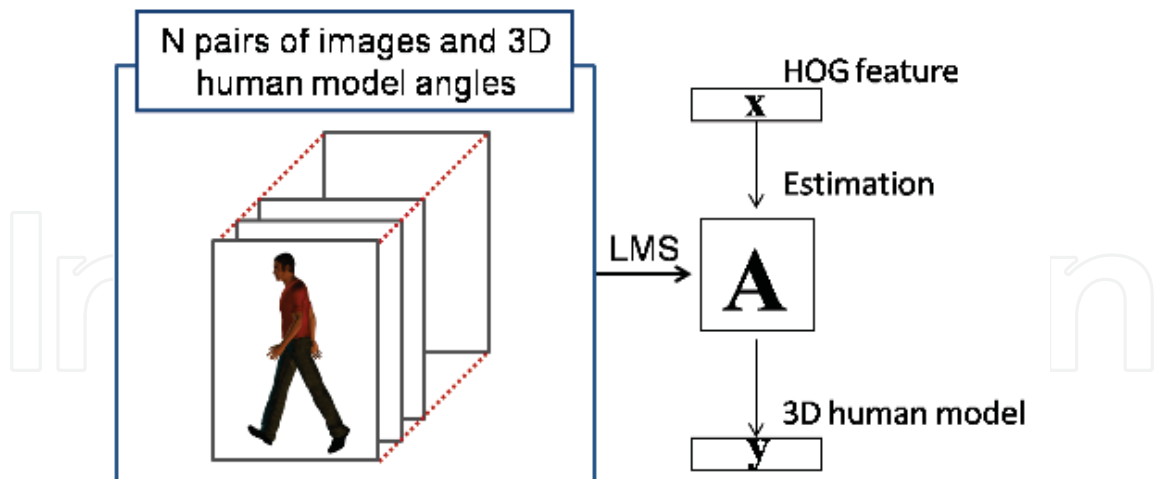 N pairs of images and 3D
human model angles
HOG feature
x
Estimation
LMS
A
3D human model
y